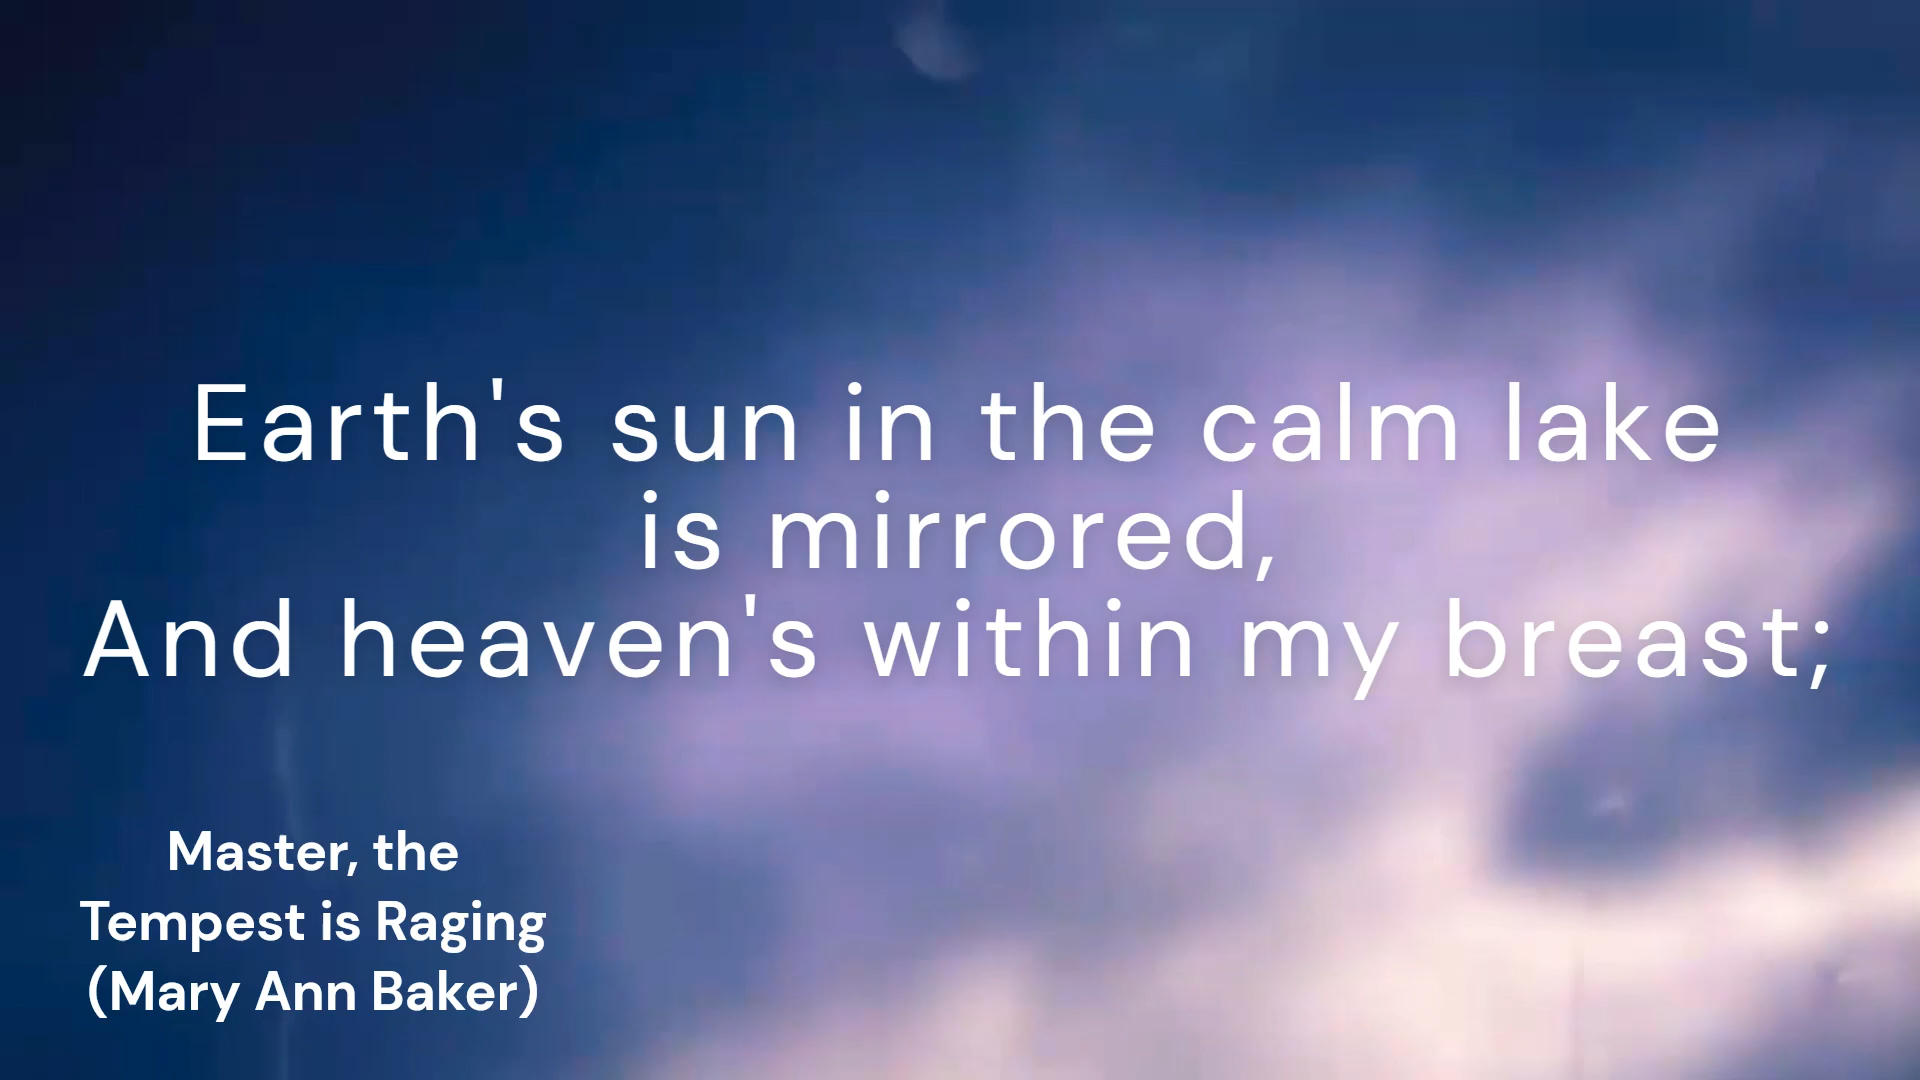 Earth's sun in the calm lake
is mirrored,
And heaven's within my breast;
Master, the
Tempest is Raging
(Mary Ann Baker)